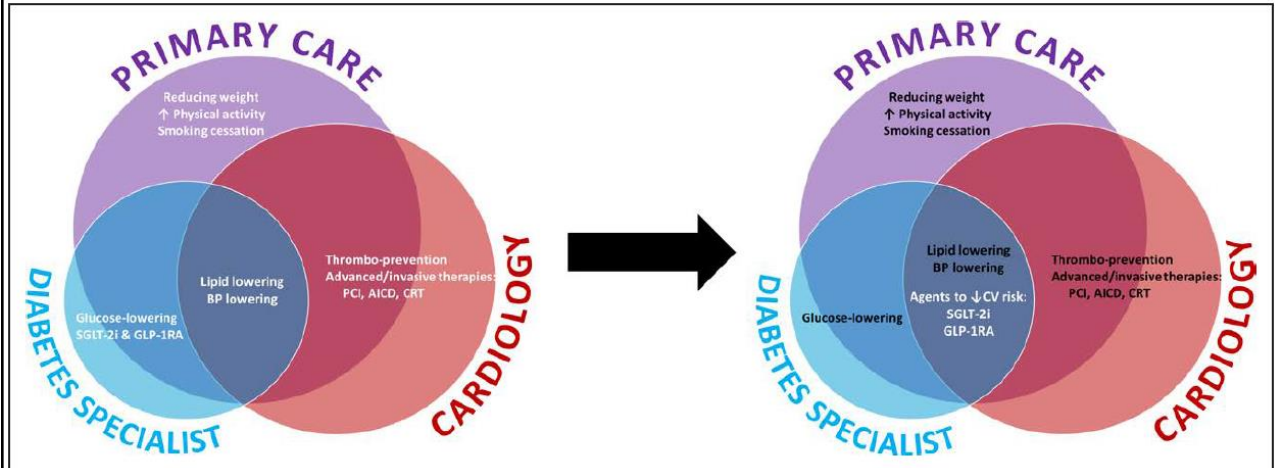 PRIMARY CARE
Reducing weight
↑ Physical activity
Smoking cessation
Thrombo-prevention
Advanced/invasive therapies:
PCI, AICD, CRT
Lipid lowering
BP lowering
Glucose-lowering
SGLT-2i & GLP-1RA
DIABETES SPECIALIST
CARDIOLOGY
PRIMARY CARE
Reducing weight
↑ Physical activity
Smoking cessation
Lipid lowering
BP lowering
Thrombo-prevention
Advanced/invasive therapies:
PCI, AICD, CRT
Agents to ↓CV risk:
SGLT-2i
GLP-1RA
Glucose-lowering
DIABETES SPECIALIST
CARDIOLOGY